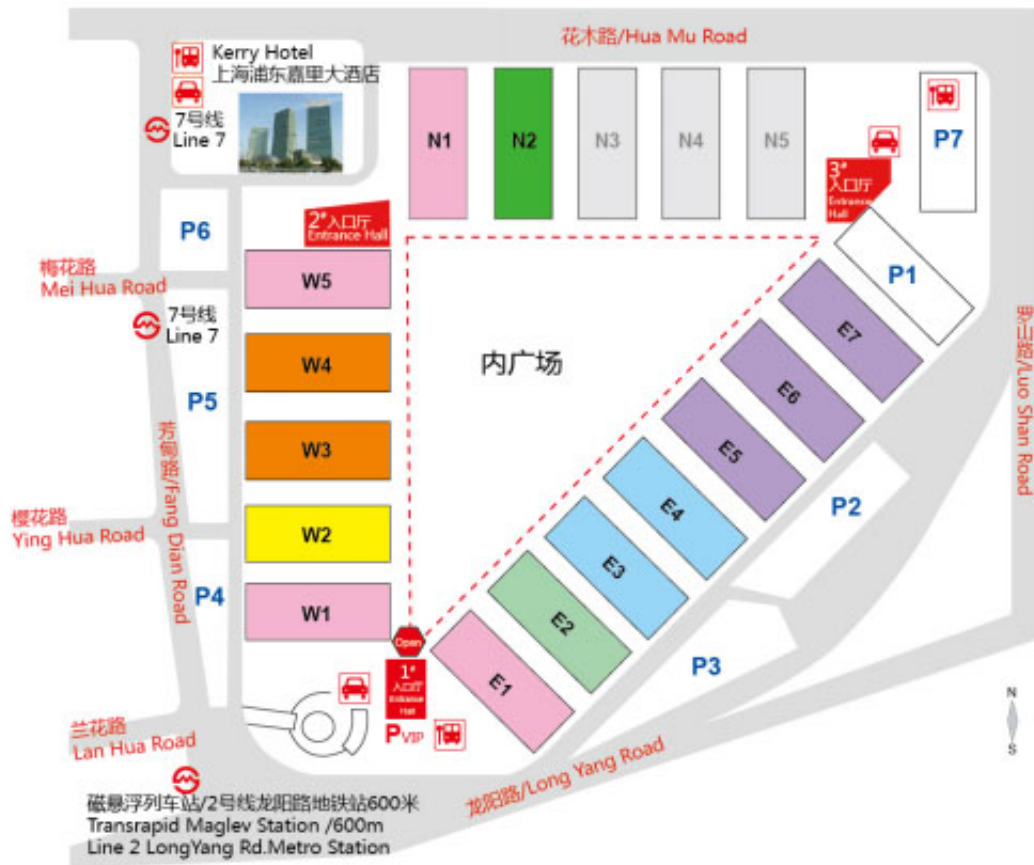 花木路/Hua Mu Road
Kerry Hotel
上海浦东嘉里大酒店
7号线
Line 7
N1
N2
N3
N4
N5
P7
3#
入口厅
Entrance
Hall
2#入口厅
Entrance Hall
P6
P1
梅花路
Mei Hua Road
W5
E7
7号线
Line 7
W4
内广场
E6
罗山路/Luo Shan Road
P5
W3
E5
芳甸路/Fang Dian Road
P2
E4
樱花路
Ying Hua Road
W2
E3
P4
W1
E2
Open
P3
1#
入口厅
Entrance
Hall
E1
PVIP
N
S
兰花路
Lan Hua Road
龙阳路/Long Yang Road
磁悬浮列车站/2号线龙阳路地铁站600米
Transrapid Maglev Station /600m
Line 2 LongYang Rd.Metro Station